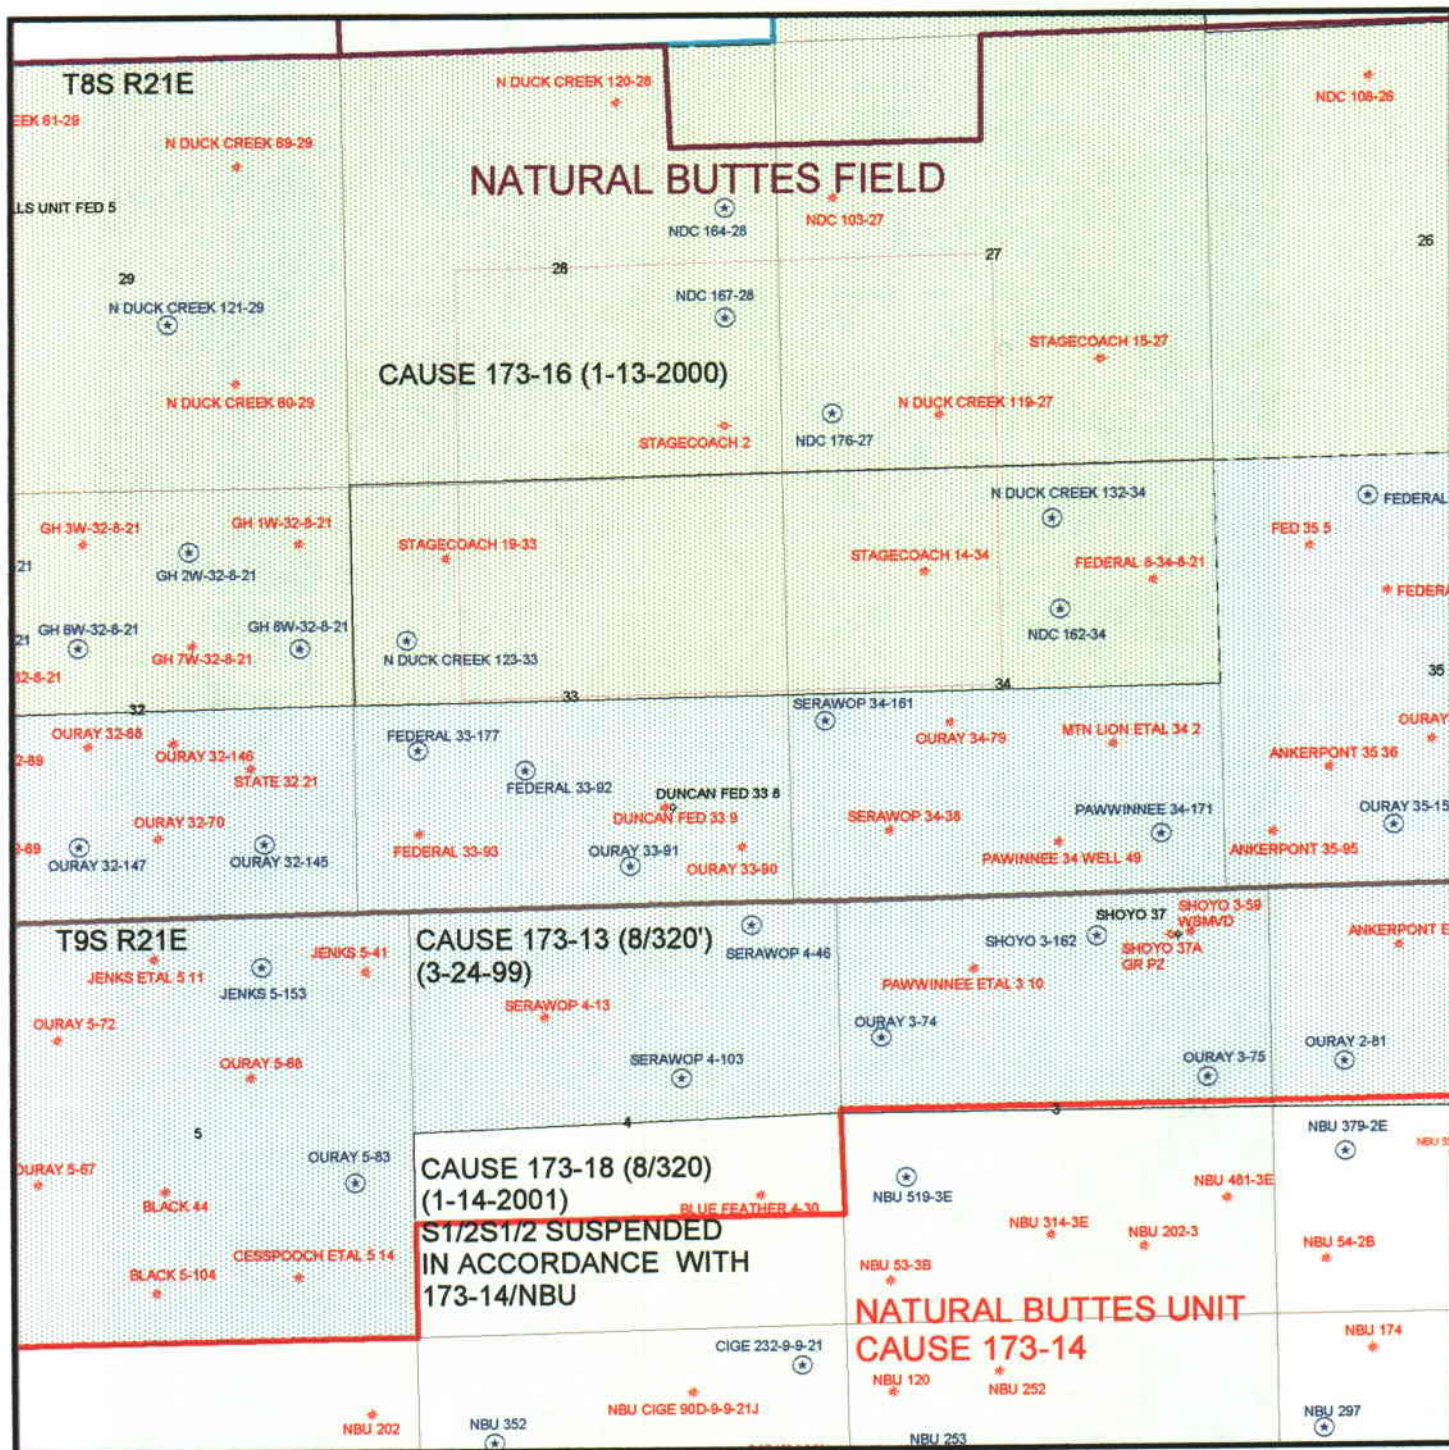 T8S R21E
N DUCK CREEK 120-28
NDC 108-26
EEK 61-29
N DUCK CREEK 69-29
NATURAL BUTTES FIELD
LLS UNIT FED 5
NDC 164-28
NDC 103-27
26
28
27
29
N DUCK CREEK 121-29
NDC 167-28
STAGECOACH 15-27
CAUSE 173-16 (1-13-2000)
N DUCK CREEK 60-29
N DUCK CREEK 119-27
STAGECOACH 2
NDC 176-27
N DUCK CREEK 132-34
FEDERAL
GH 3W-32-8-21
GH 1W-32-8-21
FED 35 5
STAGECOACH 19-33
STAGECOACH 14-34
FEDERAL 8-34-8-21
21
GH 2W-32-8-21
FEDERA
GH 6W-32-8-21
GH 8W-32-8-21
21
NDC 162-34
GH 7W-32-8-21
N DUCK CREEK 123-33
32-8-21
35
33
34
32
SERAWOP 34-161
OURAY 32-88
FEDERAL 33-177
OURAY 34-79
MTN LION ETAL 34 2
OURAY
2-89
OURAY 32-146
STATE 32 21
ANKERPONT 35 36
FEDERAL 33-92
DUNCAN FED 33 8
DUNCAN FED 33 9
OURAY 32-70
SERAWOP 34-38
PAWWINNEE 34-171
OURAY 35-15
-69
OURAY 32-147
OURAY 32-145
FEDERAL 33-93
OURAY 33-91
OURAY 33-90
PAWINNEE 34 WELL 49
ANKERPONT 35-95
T9S R21E
CAUSE 173-13 (8/320')
(3-24-99)
SHOYO 37
SHOYO 3-59
WSMVD
SHOYO 3-162
SHOYO 37A
GR PZ
ANKERPONT E
JENKS 5-41
JENKS ETAL 5 11
JENKS 5-153
SERAWOP 4-46
PAWWINNEE ETAL 3 10
SERAWOP 4-13
OURAY 5-72
OURAY 3-74
OURAY 2-81
OURAY 5-68
SERAWOP 4-103
OURAY 3-75
3
4
5
NBU 379-2E
OURAY 5-83
CAUSE 173-18 (8/320)
(1-14-2001)
OURAY 5-67
NBU 519-3E
NBU 481-3E
BLACK 44
BLUE FEATHER 4-30
S1/2S1/2 SUSPENDED
IN ACCORDANCE WITH
173-14/NBU
NBU 314-3E
NBU 202-3
NBU 54-2B
CESSPOOCH ETAL 5 14
BLACK 5-104
NBU 53-3B
NATURAL BUTTES UNIT
CAUSE 173-14
NBU 174
CIGE 232-9-9-21
NBU 120
NBU 252
NBU CIGE 90D-9-9-21J
NBU 202
NBU 352
NBU 297
NBU 253